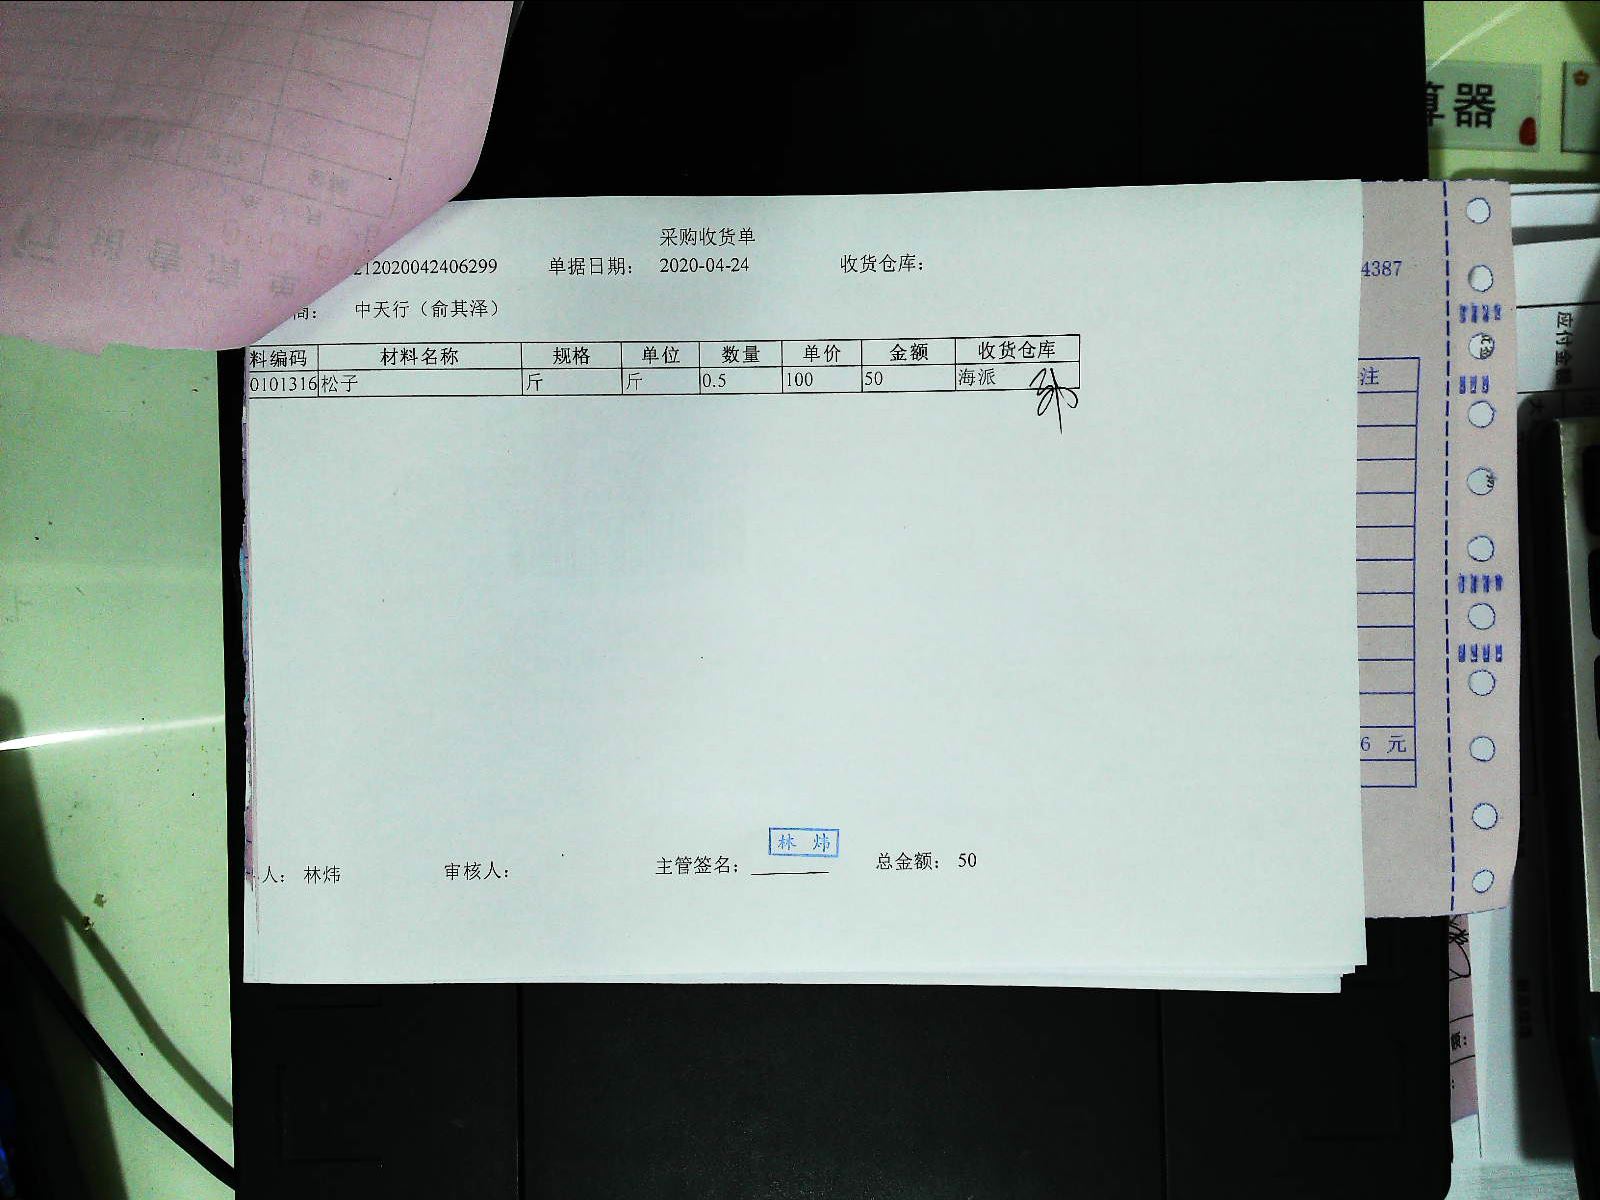 采购收货单
212020042406299 单据日期： 2020-04-24 收货仓库：
商： 中天行（俞其泽）
料编码 材料名称 规格 单位 数量 单价 金额 收货仓库
0101316 松子 斤 斤 0.5 100 50 海派
人： 林炜 审核人： 主管签名： 林炜 总金额： 50
算器
4387
注
6 元
应付金额